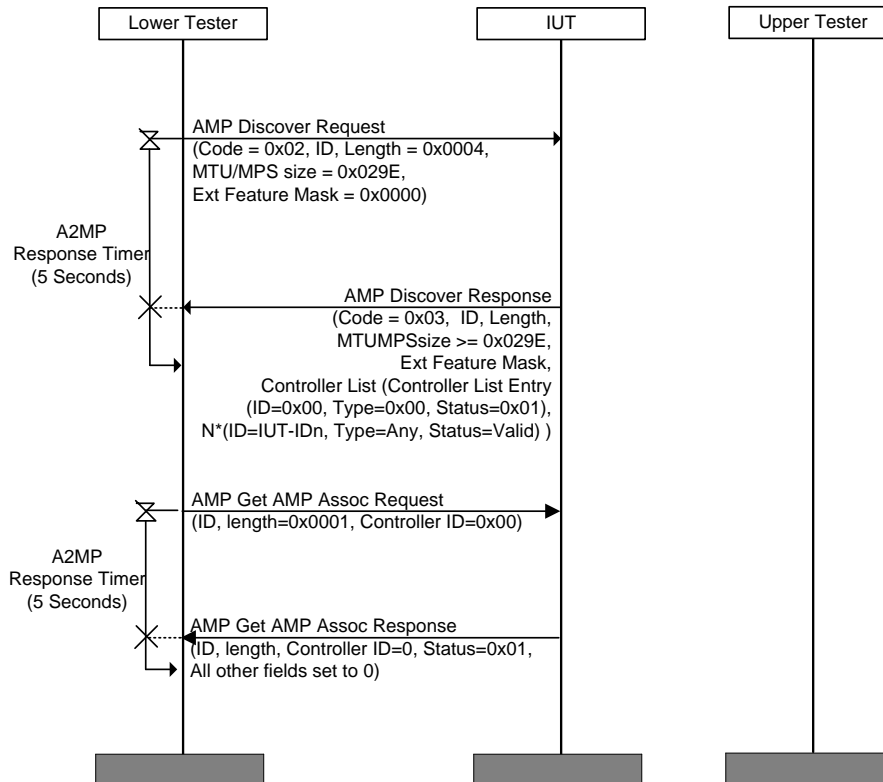 Lower Tester
IUT
Upper Tester
AMP Discover Request
(Code = 0x02, ID, Length = 0x0004,
MTU/MPS size = 0x029E,
Ext Feature Mask = 0x0000)
A2MP
Response Timer
(5 Seconds)
AMP Discover Response
(Code = 0x03, ID, Length,
MTUMPSsize >= 0x029E,
Ext Feature Mask,
Controller List (Controller List Entry
(ID=0x00, Type=0x00, Status=0x01),
N*(ID=IUT-IDn, Type=Any, Status=Valid) )
AMP Get AMP Assoc Request
(ID, length=0x0001, Controller ID=0x00)
A2MP
Response Timer
(5 Seconds)
AMP Get AMP Assoc Response
(ID, length, Controller ID=0, Status=0x01,
All other fields set to 0)